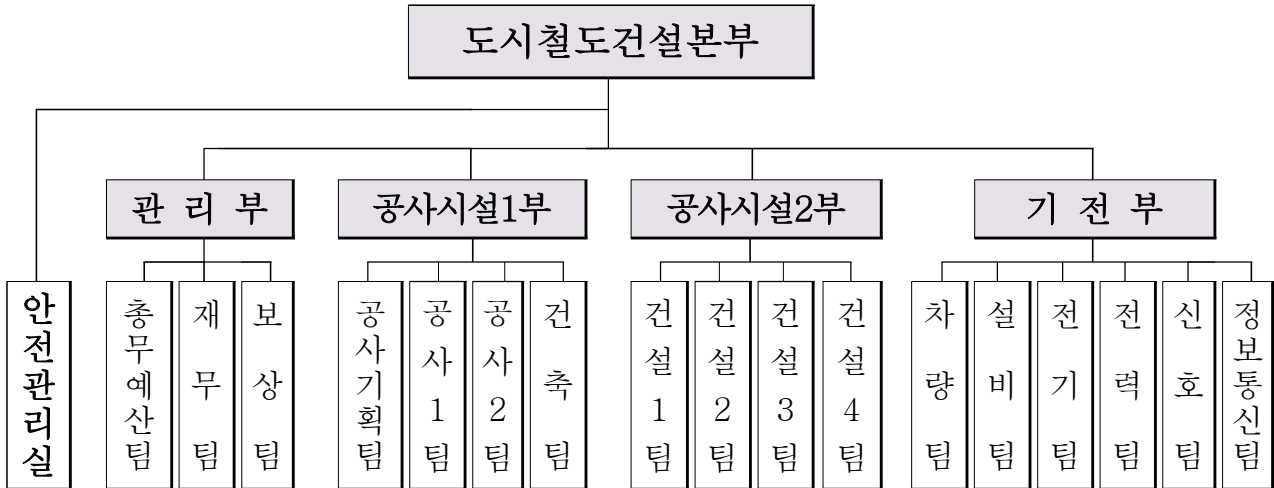 도시철도건설본부
관 리 부
공사시설1부
공사시설2부
기 전 부
안전관리실
총무예산팀
재무팀
보상팀
공사기획팀
공사1팀
공사2팀
건축팀
건설1팀
건설2팀
건설3팀
건설4팀
차량팀
설비팀
전기팀
전력팀
신호팀
정보통신팀